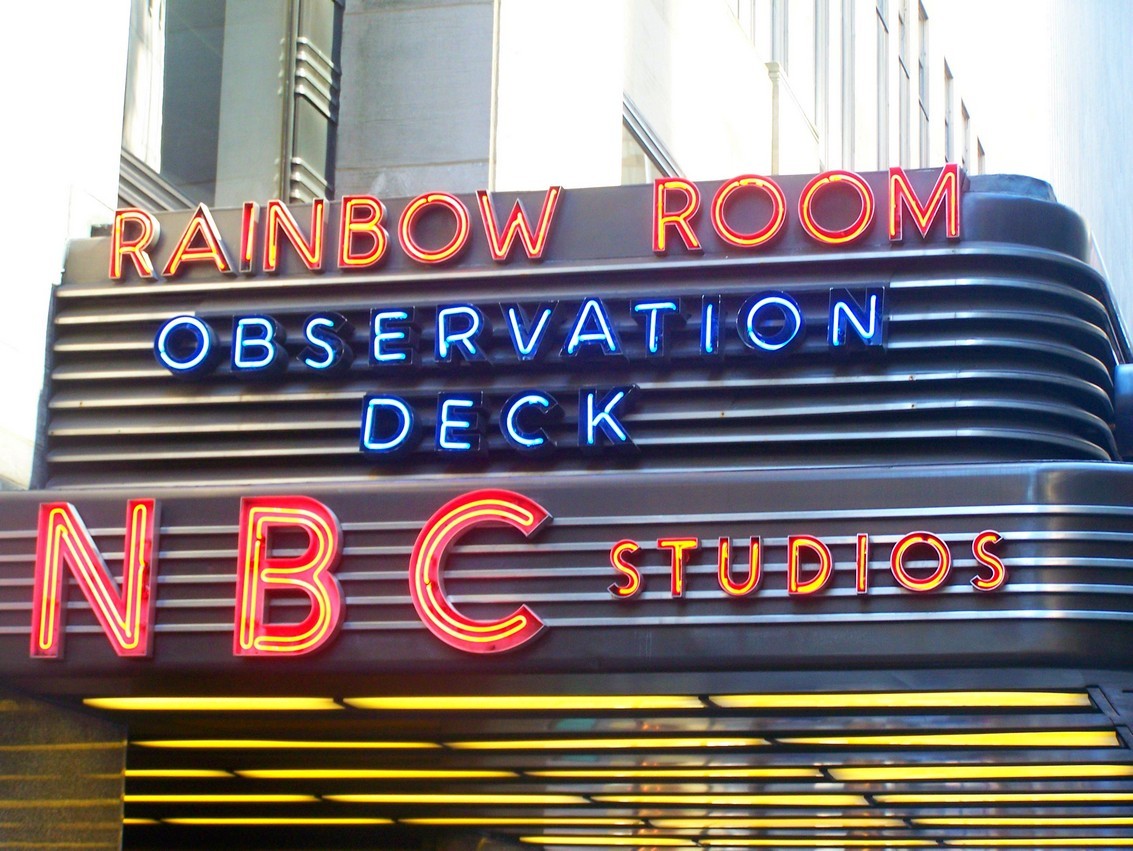 RAINBOW ROOM
OBSERVATION
DECK
NBC STUDIOS